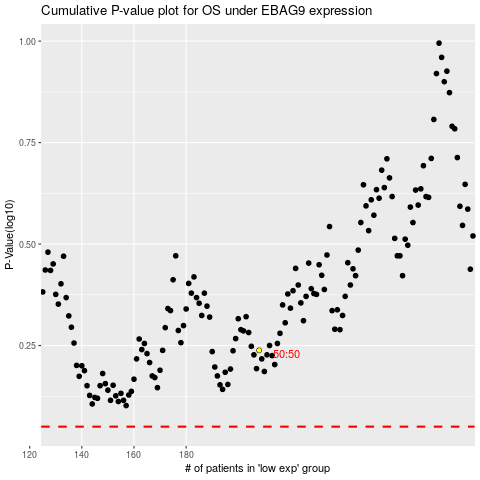 Cumulative P-value plot for OS under EBAG9 expression
P-Value(log10)
1.00
0.75
0.50
0.25
50:50
120 140 160 180
# of patients in 'low exp' group